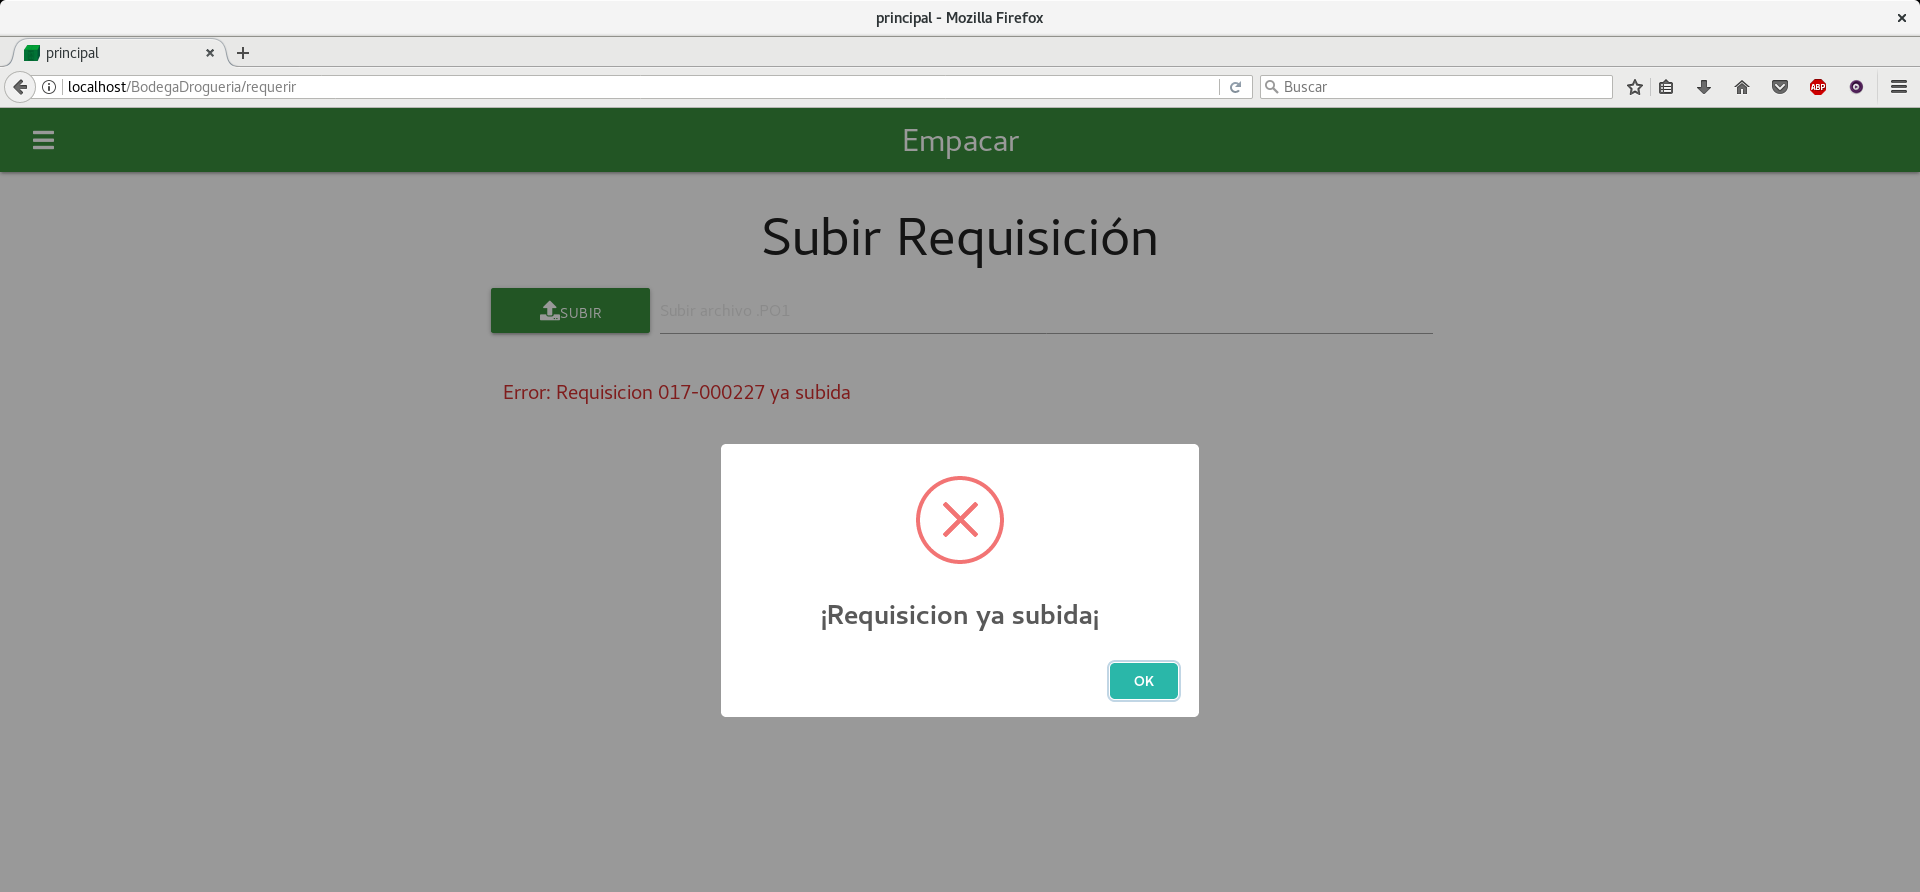 principal - Mozilla Firefox
principal
localhost/BodegaDrogueria/requerir
Buscar
ABP
Empacar
Subir Requisición
SUBIR
Subir archivo .PO1
Error: Requisicion 017-000227 ya subida
¡Requisicion ya subida¡
OK